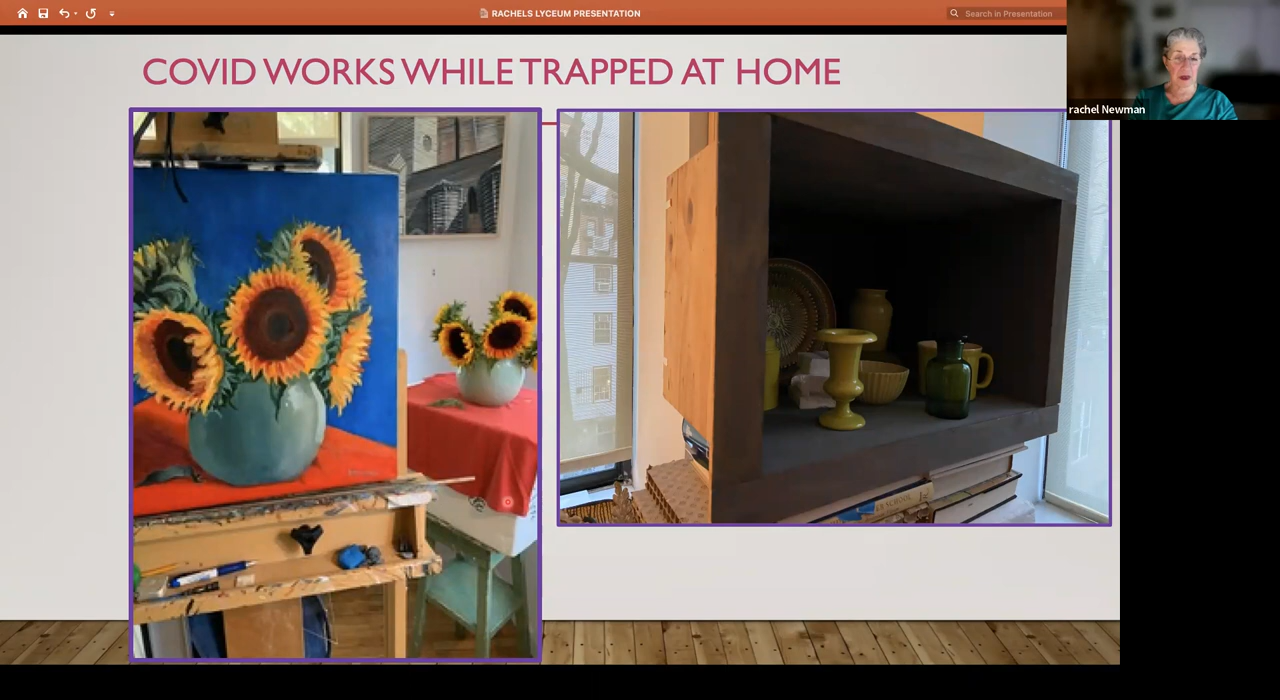 RACHELS LYCEUM PRESENTATION
Search in Presentation
COVID WORKS WHILE TRAPPED AT HOME
rachel Newman